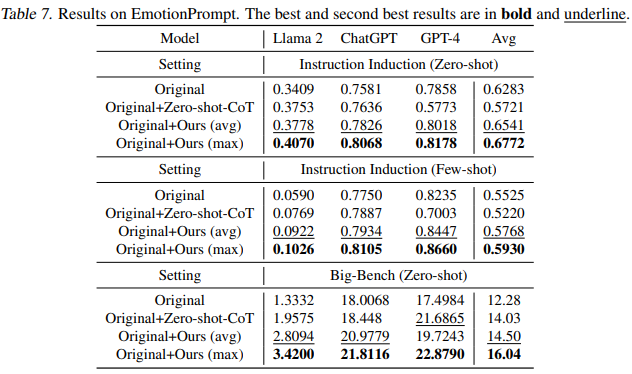 Table 7. Results on EmotionPrompt. The best and second best results are in bold and underline.
Model Llama 2 ChatGPT GPT-4 Avg
Setting Instruction Induction (Zero-shot)
Original 0.3409 0.7581 0.7858 0.6283
Original+Zero-shot-CoT 0.3753 0.7636 0.5773 0.5721
Original+Ours (avg) 0.3778 0.7826 0.8018 0.6541
Original+Ours (max) 0.4070 0.8068 0.8178 0.6772
Setting Instruction Induction (Few-shot)
Original 0.0590 0.7750 0.8235 0.5525
Original+Zero-shot-CoT 0.0769 0.7887 0.7003 0.5220
Original+Ours (avg) 0.0922 0.7934 0.8447 0.5768
Original+Ours (max) 0.1026 0.8105 0.8660 0.5930
Setting Big-Bench (Zero-shot)
Original 1.3332 18.0068 17.4984 12.28
Original+Zero-shot-CoT 1.9575 18.448 21.6865 14.03
Original+Ours (avg) 2.8094 20.9779 19.7243 14.50
Original+Ours (max) 3.4200 21.8116 22.8790 16.04